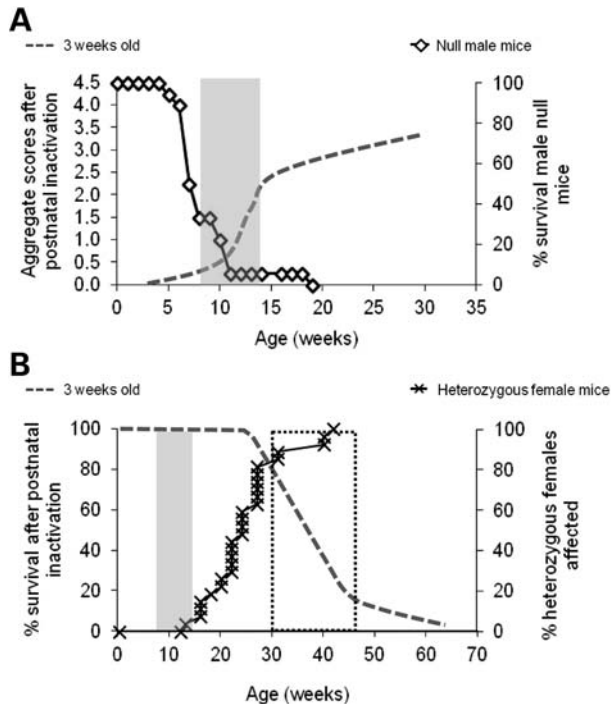 A
3 weeks old
Null male mice
Aggregate scores after
postnatal inactivation
4.5
4.0
3.5
3.0
2.5
2.0
1.5
1.0
0.5
0.0
100
80
60
40
20
0
% survival male null
mice
0 5 10 15 20 25 30 35
Age (weeks)
B
3 weeks old
Heterozygous female mice
% survival after postnatal
inactivation
100
80
60
40
20
0
100
80
60
40
20
0
% heterozygous females
affected
0 10 20 30 40 50 60 70
Age (weeks)